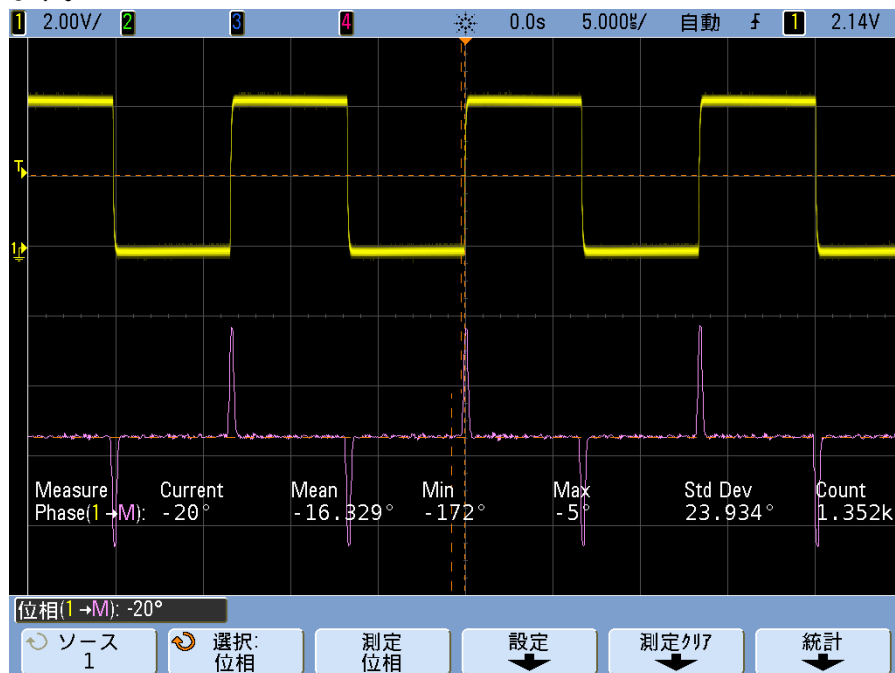 1 2.00V/ 2 3 4 0.0s 5.000㎲/ 自動 1 2.14V
T
1
Measure Current Mean Min Max Std Dev Count
Phase(1→M): -20° -16.329° -172° -5° 23.934° 1.352k
位相(1→M): -20°
ソース 選択: 測定 設定 測定クリア 統計
1 位相 位相